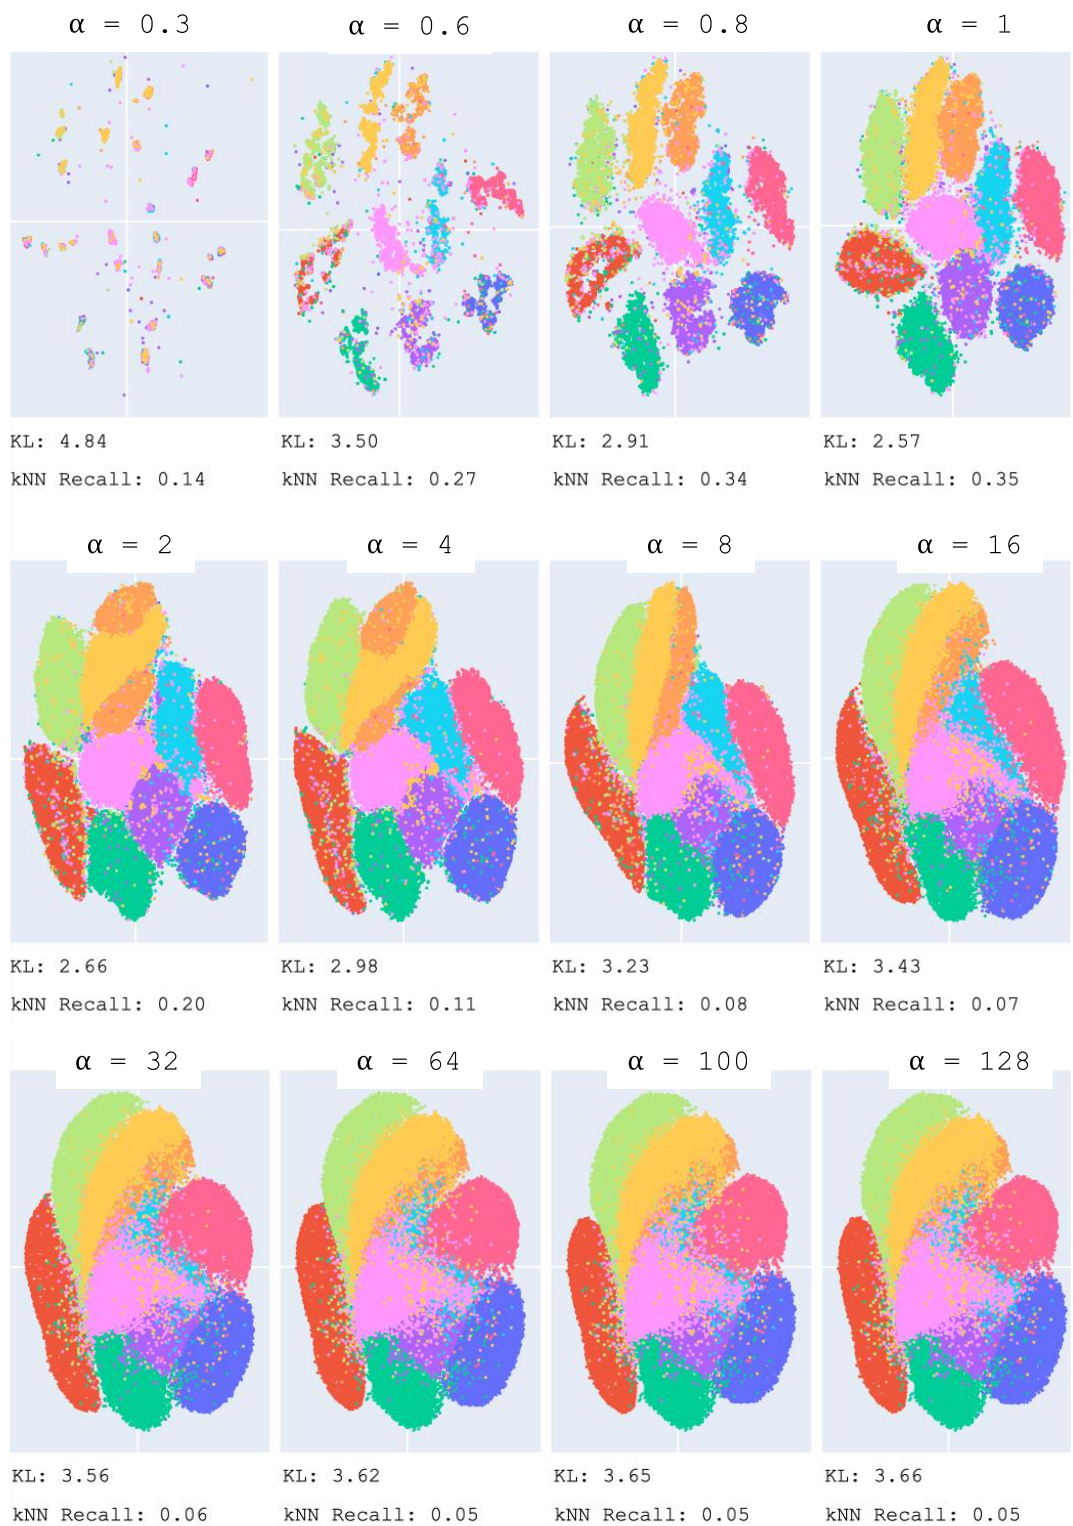 α = 0.3 α = 0.6 α = 0.8 α = 1
KL: 4.84 KL: 3.50 KL: 2.91 KL: 2.57
kNN Recall: 0.14 kNN Recall: 0.27 kNN Recall: 0.34 kNN Recall: 0.35
α = 2 α = 4 α = 8 α = 16
KL: 2.66 KL: 2.98 KL: 3.23 KL: 3.43
kNN Recall: 0.20 kNN Recall: 0.11 kNN Recall: 0.08 kNN Recall: 0.07
α = 32 α = 64 α = 100 α = 128
KL: 3.56 KL: 3.62 KL: 3.65 KL: 3.66
kNN Recall: 0.06 kNN Recall: 0.05 kNN Recall: 0.05 kNN Recall: 0.05